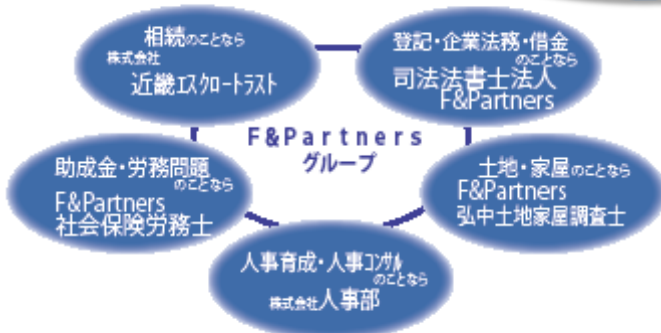 相続のことなら
株式会社
近畿エスクロートラスト
登記・企業法務・借金
のことなら
司法法書士法人
F&Partners
F&Partners
グループ
助成金・労務問題
のことなら
F&Partners
社会保険労務士
土地・家屋のことなら
F&Partners
弘中土地家屋調査士
人事育成・人事コンサル
のことなら
株式会社人事部